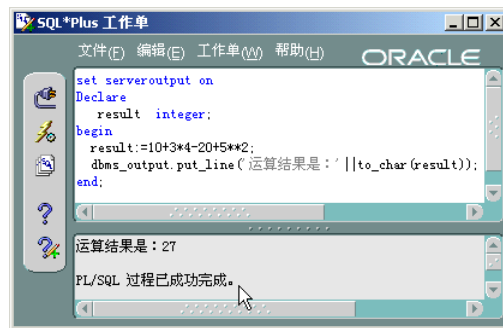 SQL*Plus 工作单
文件(F) 编辑(E) 工作单(W) 帮助(H) ORACLE
set serveroutput on
Declare
result integer;
begin
result:=10+3*4-20+5**2;
dbms_output.put_line('运算结果是：'||to_char(result));
end;
运算结果是：27
PL/SQL 过程已成功完成。